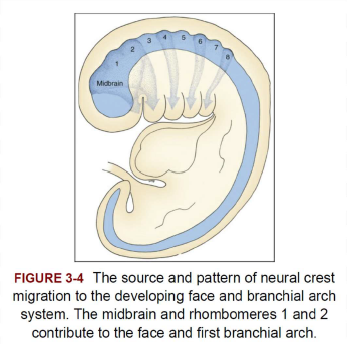 Midbrain
1
2
3
4
5
6
7
8
FIGURE 3-4 The source and pattern of neural crest
migration to the developing face and branchial arch
system. The midbrain and rhombomeres 1 and 2
contribute to the face and first branchial arch.